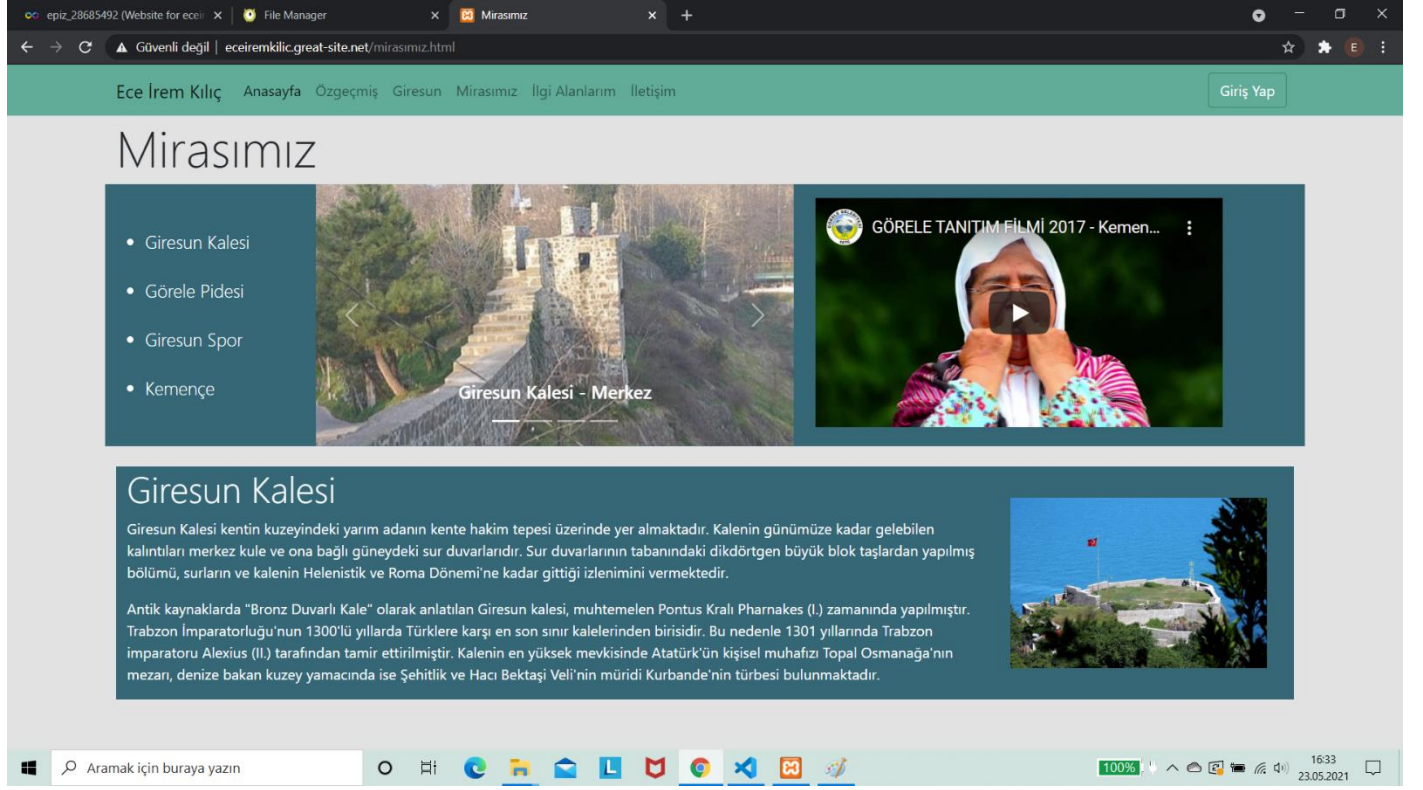 epiz_28685492 (Website for ecei
File Manager
Mirasımız
Güvenli değil | eceiremkilic.great-site.net/mirasımız.html
E
Ece İrem Kılıç Anasayfa Özgeçmiş Giresun Mirasımız İlgi Alanlarım İletişim Giriş Yap
Mirasımız
Giresun Kalesi
Görele Pidesi
Giresun Spor
Kemençe
Giresun Kalesi - Merkez
GÖRELE TANITIM FİLMİ 2017 - Kemen...
Giresun Kalesi
Giresun Kalesi kentin kuzeyindeki yarım adanın kente hakim tepesi üzerinde yer almaktadır. Kalenin günümüze kadar gelebilen
kalıntıları merkez kule ve ona bağlı güneydeki sur duvarlarıdır. Sur duvarlarının tabanındaki dikdörtgen büyük blok taşlardan yapılmış
bölümü, surların ve kalenin Helenistik ve Roma Dönemi'ne kadar gittiği izlenimini vermektedir.
Antik kaynaklarda "Bronz Duvarlı Kale" olarak anlatılan Giresun kalesi, muhtemelen Pontus Kralı Pharnakes (I.) zamanında yapılmıştır.
Trabzon İmparatorluğu'nun 1300'lü yıllarda Türklere karşı en son sınır kalelerinden birisidir. Bu nedenle 1301 yıllarında Trabzon
imparatoru Alexius (II.) tarafından tamir ettirilmiştir. Kalenin en yüksek mevkisinde Atatürk'ün kişisel muhafızı Topal Osmanağa'nın
mezarı, denize bakan kuzey yamacında ise Şehitlik ve Hacı Bektaşi Veli'nin müridi Kurbande'nin türbesi bulunmaktadır.
Aramak için buraya yazın
L
100%
16:33
23.05.2021